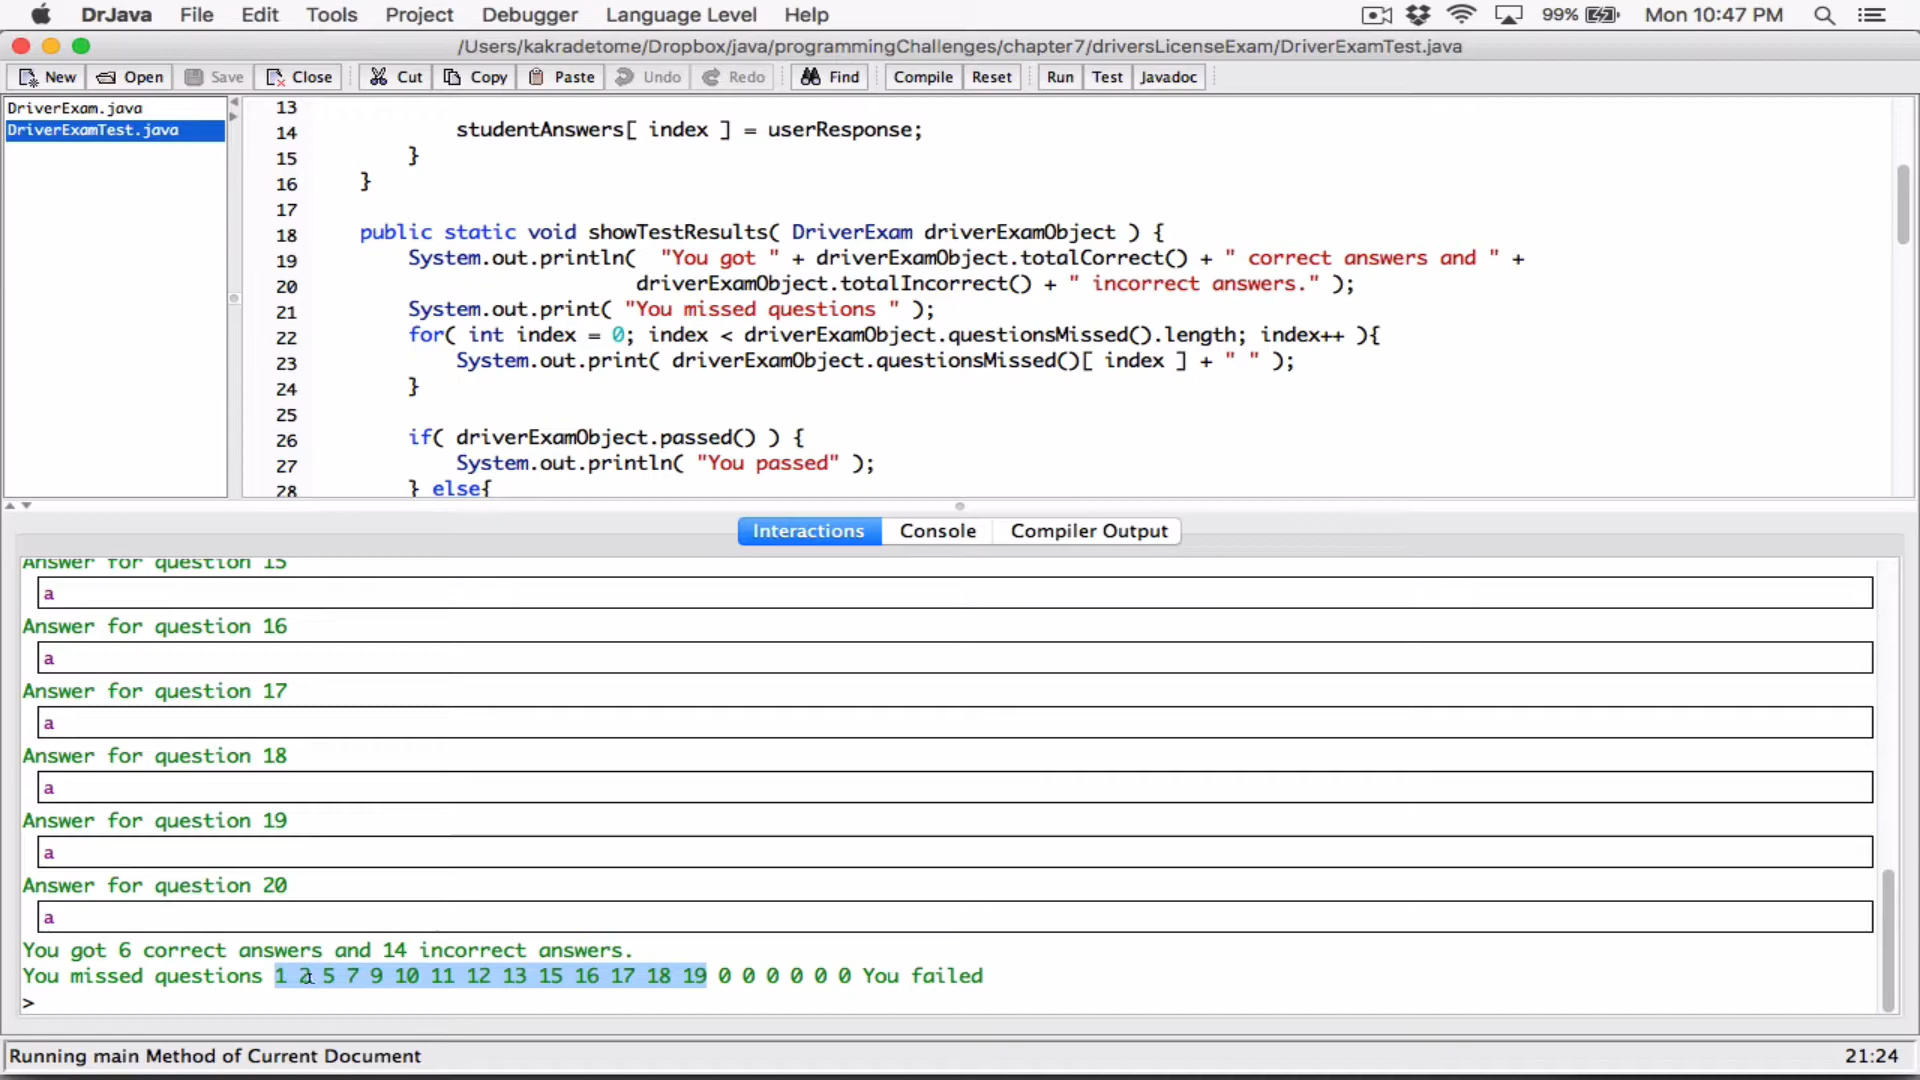 DrJava File Edit Tools Project Debugger Language Level Help 99% Mon 10:47 PM
/Users/kakradetome/Dropbox/java/programmingChallenges/chapter7/driversLicenseExam/DriverExamTest.java
New Open Save Close Cut Copy Paste Undo Redo Find Compile Reset Run Test Javadoc
DriverExam.java
DriverExamTest.java
13
14 studentAnswers[ index ] = userResponse;
15 }
16 }
17
18 public static void showTestResults( DriverExam driverExamObject ) {
19 System.out.println(  "You got " + driverExamObject.totalCorrect() + " correct answers and " +
20 driverExamObject.totalIncorrect() + " incorrect answers." );
21 System.out.print( "You missed questions " );
22 for( int index = 0; index < driverExamObject.questionsMissed().length; index++ ){
23 System.out.print( driverExamObject.questionsMissed()[ index ] + " " );
24 }
25
26 if( driverExamObject.passed() ) {
27 System.out.println( "You passed" );
28 } else{
Interactions Console Compiler Output
Answer for question 15
a
Answer for question 16
a
Answer for question 17
a
Answer for question 18
a
Answer for question 19
a
Answer for question 20
a
You got 6 correct answers and 14 incorrect answers.
You missed questions 1 2 5 7 9 10 11 12 13 15 16 17 18 19 0 0 0 0 0 0 You failed
>
Running main Method of Current Document 21:24